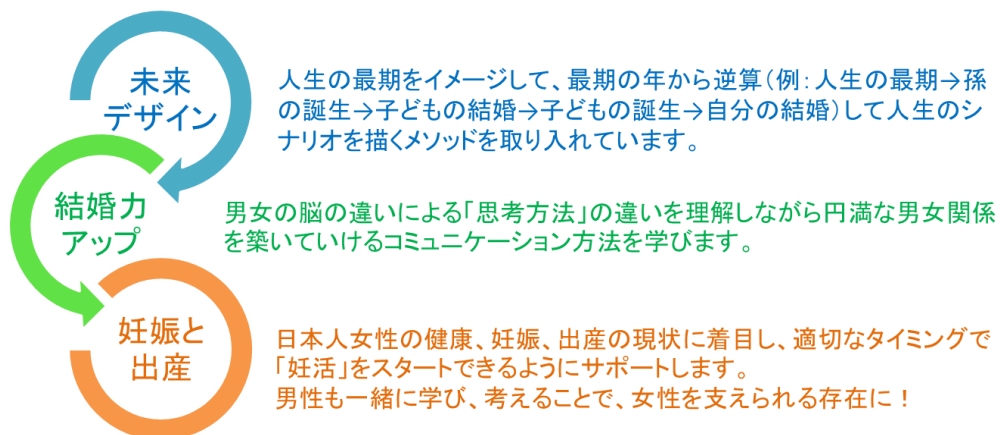 未来
デザイン
人生の最期をイメージして、最期の年から逆算（例：人生の最期→孫
の誕生→子どもの結婚→子どもの誕生→自分の結婚）して人生のシ
ナリオを描くメソッドを取り入れています。
結婚力
アップ
男女の脳の違いによる「思考方法」の違いを理解しながら円満な男女関係
を築いていけるコミュニケーション方法を学びます。
妊娠と
出産
日本人女性の健康、妊娠、出産の現状に着目し、適切なタイミングで
「妊活」をスタートできるようにサポートします。
男性も一緒に学び、考えることで、女性を支えられる存在に！